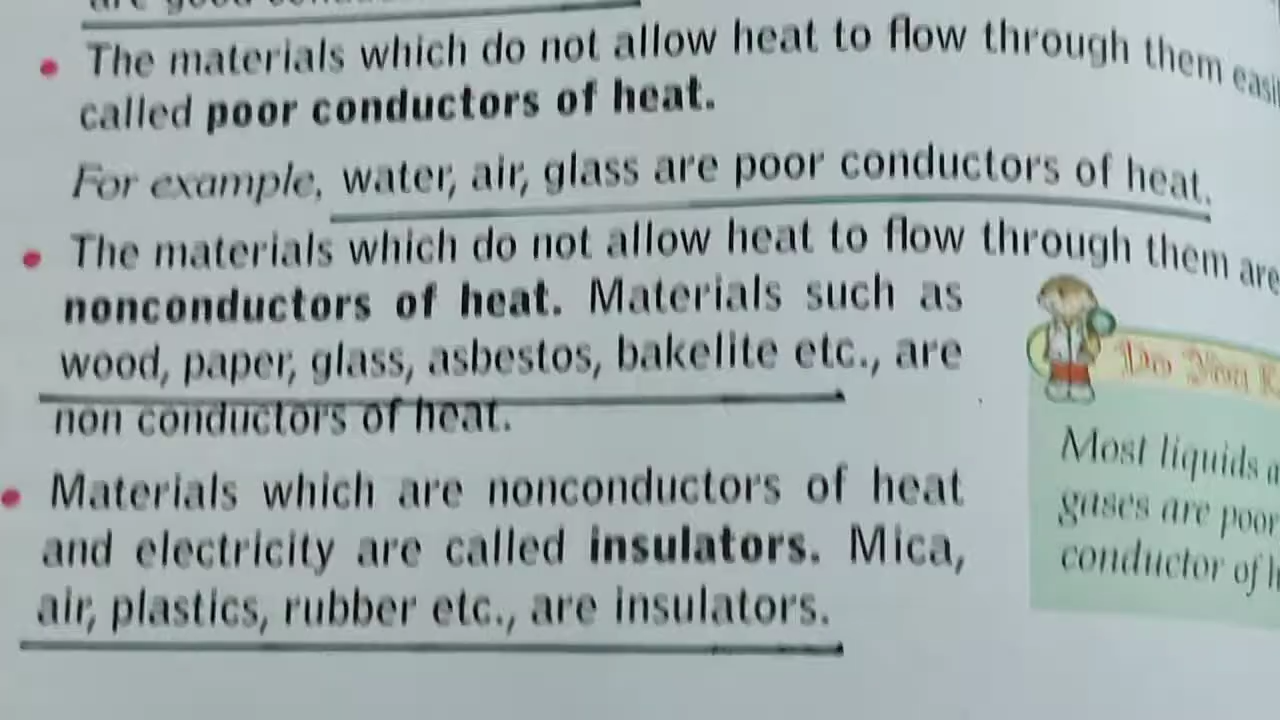 are good
The materials which do not allow heat to flow through them
called poor conductors of heat.
For example, water, air, glass are poor conductors of heat.
The materials which do not allow heat to flow through them are
nonconductors of heat. Materials such as
wood, paper, glass, asbestos, bakelite etc., are
non conductors of heat.
Materials which are nonconductors of heat
and electricity are called insulators. Mica,
air, plastics, rubber etc., are insulators.
Do You
Most liquids
gases are poor
conductor of